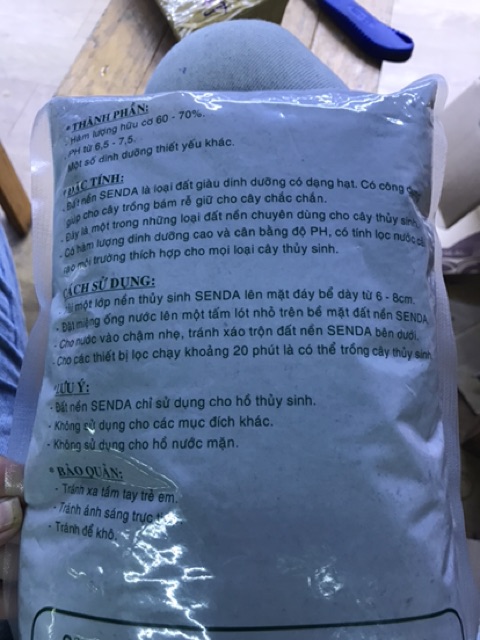 * THÀNH PHẦN:
- Hàm lượng hữu cơ 60 - 70%.
- PH từ 6,5 - 7,5.
- Một số dinh dưỡng thiết yếu khác.
* ĐẶC TÍNH:
- Đất nền SENDA là loại đất giàu dinh dưỡng có dạng hạt. Có công
giúp cho cây trồng bám rễ giữ cho cây chắc chắn.
- Đây là một trong những loại đất nền chuyên dùng cho cây thủy sinh
- Có hàm lượng dinh dưỡng cao và cân bằng độ PH, có tính lọc nước
tạo môi trường thích hợp cho mọi loại cây thủy sinh.
CÁCH SỬ DỤNG:
một lớp nền thủy sinh SENDA lên mặt đáy bể dày từ 6 - 8cm.
- Đặt miệng ống nước lên một tấm lót nhỏ trên bề mặt đất nền SENDA
- Cho nước vào chậm nhẹ, tránh xáo trộn đất nền SENDA bên dưới.
- Cho các thiết bị lọc chạy khoảng 20 phút là có thể trồng cây thủy sinh
* LƯU Ý:
- Đất nền SENDA chỉ sử dụng cho hồ thủy sinh.
- Không sử dụng cho các mục đích khác.
- Không sử dụng cho hồ nước mặn.
* BẢO QUẢN:
- Tránh xa tầm tay trẻ em.
- Tránh ánh sáng trực
- Tránh để khô.